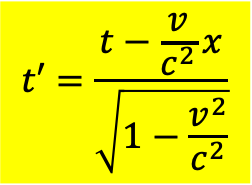 t′ = (t − (v/c²)x) / √(1 − v²/c²)